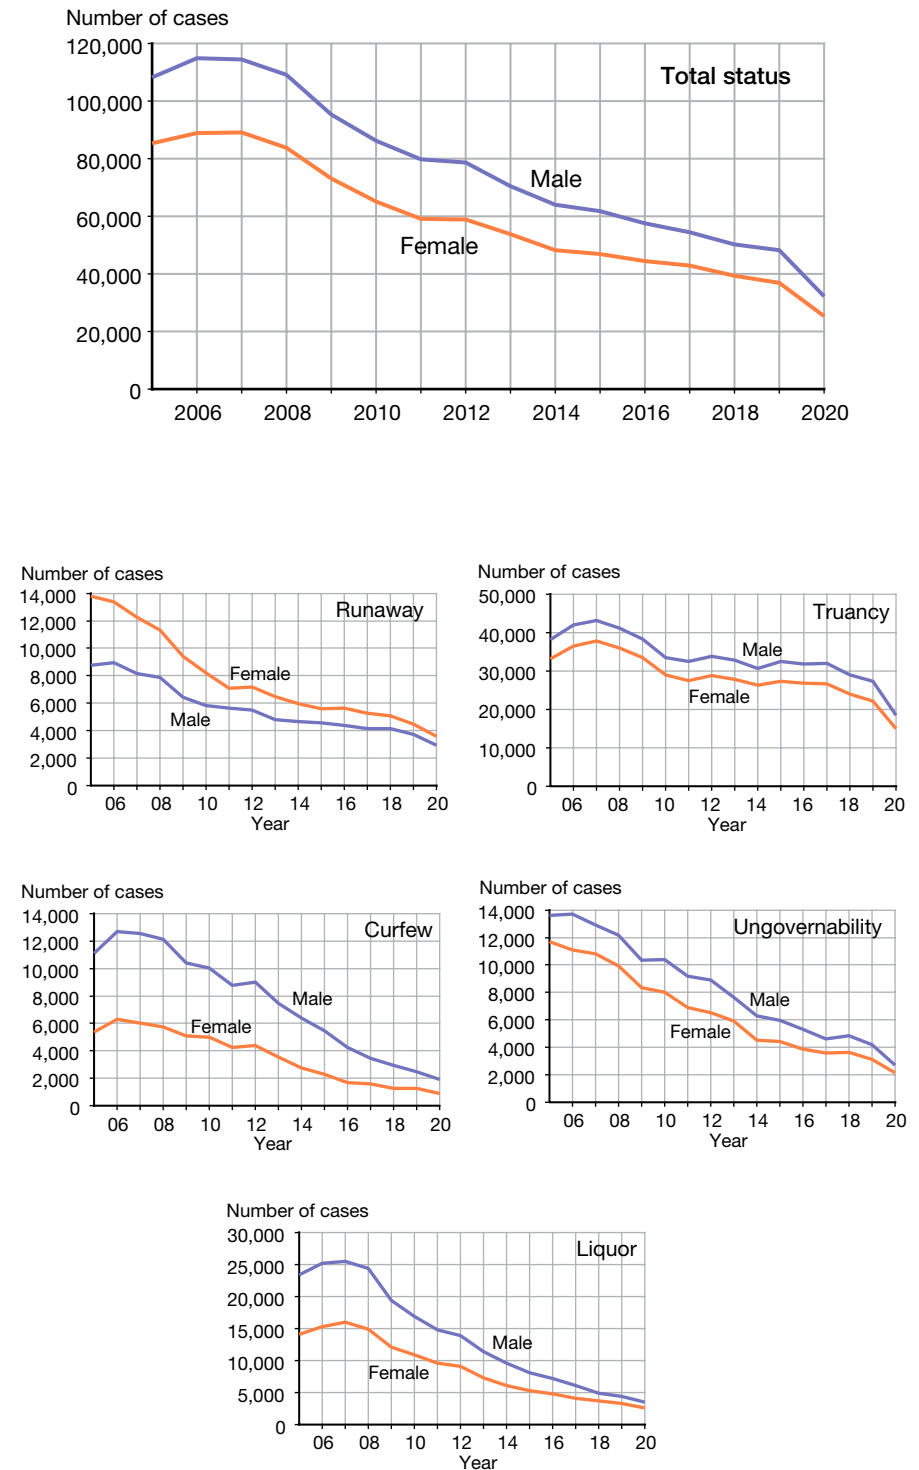 Number of cases
120,000
100,000
80,000
60,000
40,000
20,000
0
Total status
Male
Female
2006 2008 2010 2012 2014 2016 2018 2020
Number of cases
14,000
12,000
10,000
8,000
6,000
4,000
2,000
0
Runaway
Female
Male
06 08 10 12 14 16 18 20
Year
Number of cases
50,000
40,000
30,000
20,000
10,000
0
Truancy
Male
Female
06 08 10 12 14 16 18 20
Year
Number of cases
14,000
12,000
10,000
8,000
6,000
4,000
2,000
0
Curfew
Male
Female
06 08 10 12 14 16 18 20
Year
Number of cases
14,000
12,000
10,000
8,000
6,000
4,000
2,000
0
Ungovernability
Male
Female
06 08 10 12 14 16 18 20
Year
Number of cases
30,000
25,000
20,000
15,000
10,000
5,000
0
Liquor
Male
Female
06 08 10 12 14 16 18 20
Year